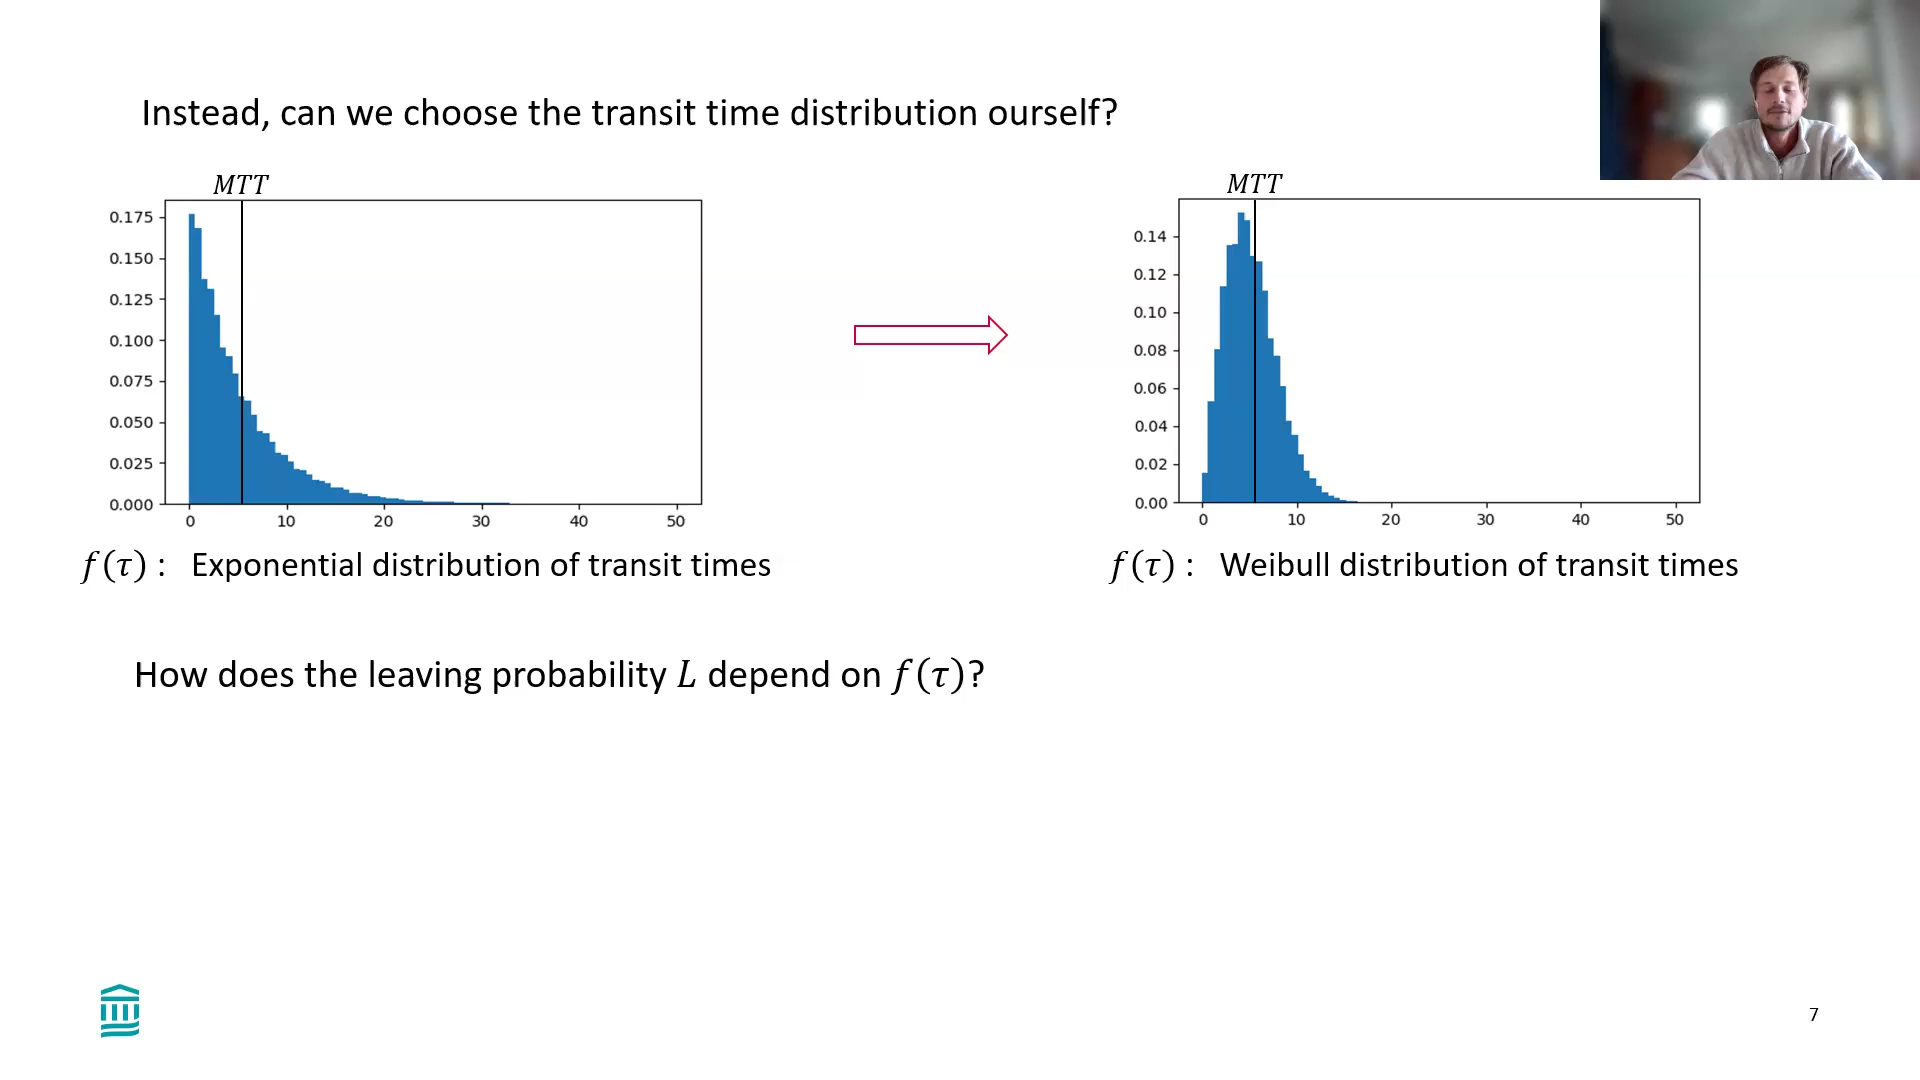 Instead, can we choose the transit time distribution ourself?
MTT
0.175
0.150
0.125
0.100
0.075
0.050
0.025
0.000
0 10 20 30 40 50
f(τ) : Exponential distribution of transit times
MTT
0.14
0.12
0.10
0.08
0.06
0.04
0.02
0.00
0 10 20 30 40 50
f(τ) : Weibull distribution of transit times
How does the leaving probability L depend on f(τ)?
7